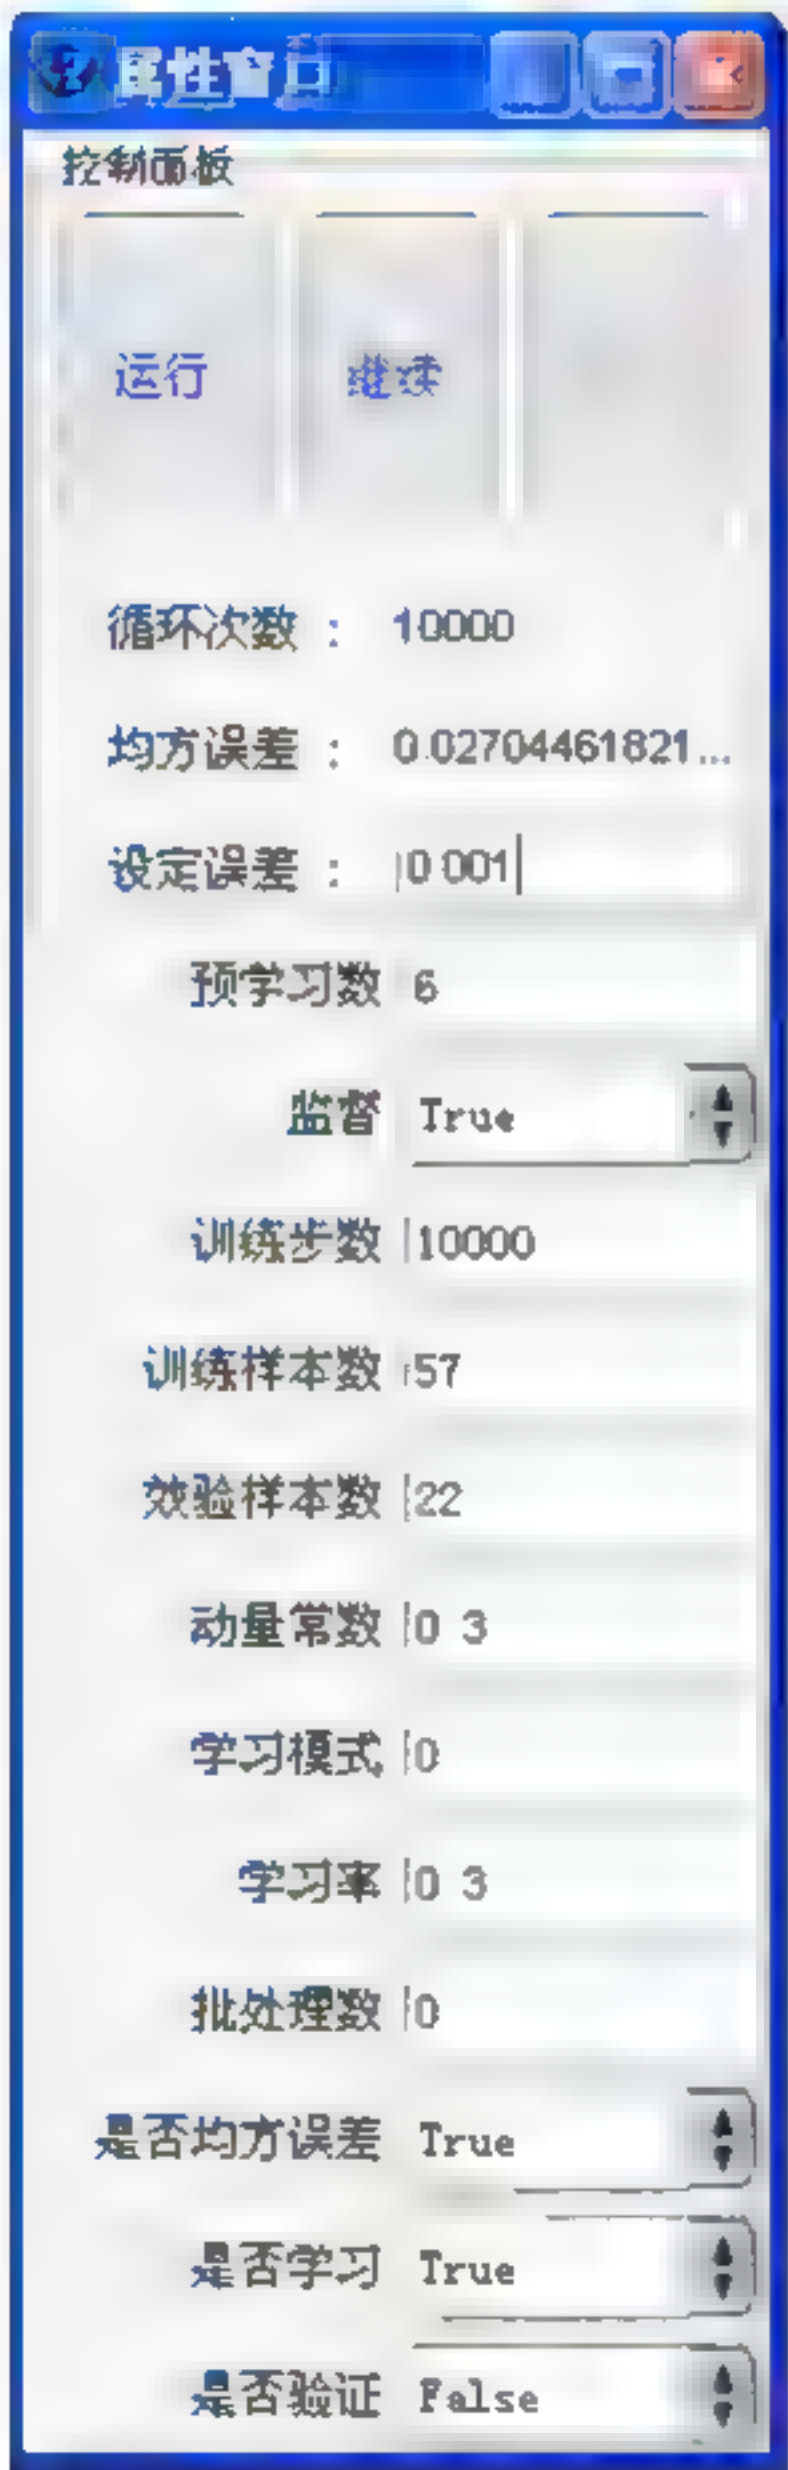 属性窗口
控制面板
运行 继续
循环次数： 10000
均方误差： 0.02704461821...
设定误差： 0.001
预学习数 6
监督 True
训练步数 10000
训练样本数 57
效验样本数 22
动量常数 0.3
学习模式 0
学习率 0.3
批处理数 0
是否均方误差 True
是否学习 True
是否验证 False